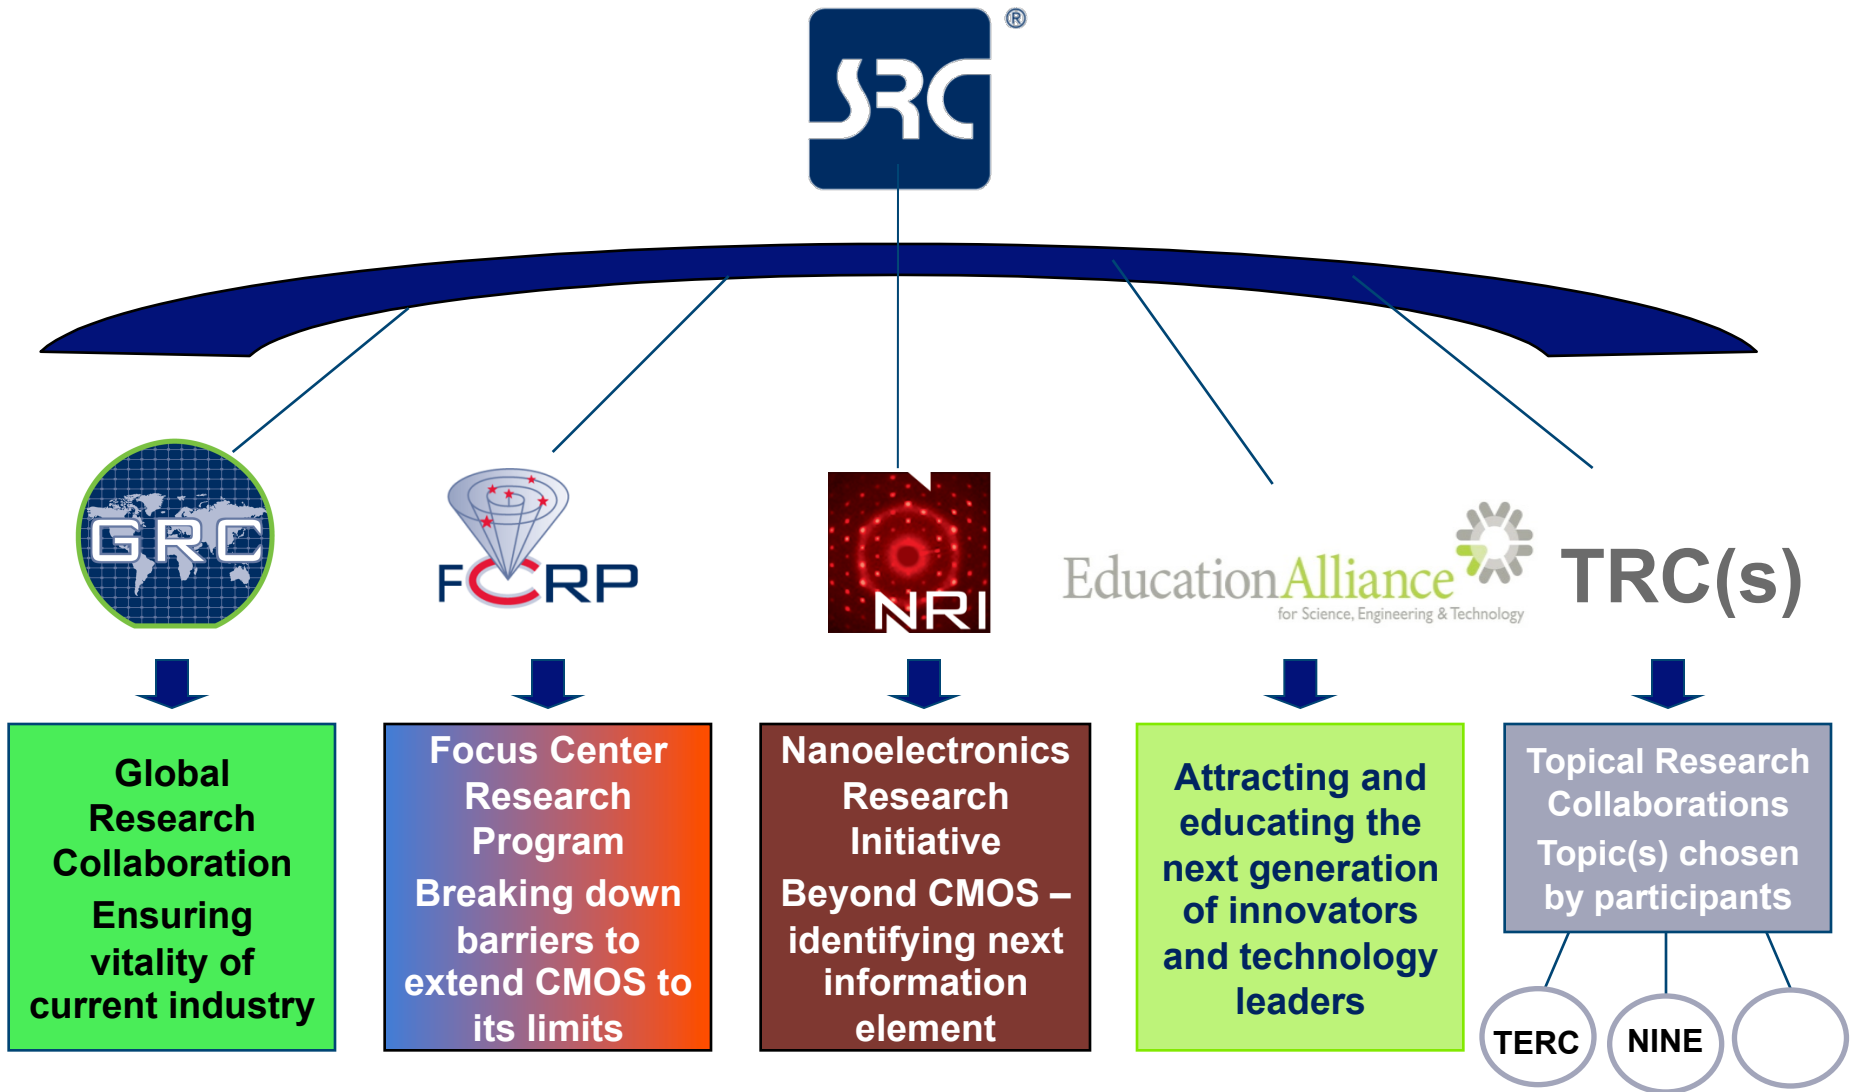 SRC®
GRC
FCRP
NRI
EducationAlliance
for Science, Engineering & Technology
TRC(s)
Global
Research
Collaboration
Ensuring
vitality of
current industry
Focus Center
Research
Program
Breaking down
barriers to
extend CMOS to
its limits
Nanoelectronics
Research
Initiative
Beyond CMOS –
identifying next
information
element
Attracting and
educating the
next generation
of innovators
and technology
leaders
Topical Research
Collaborations
Topic(s) chosen
by participants
TERC
NINE